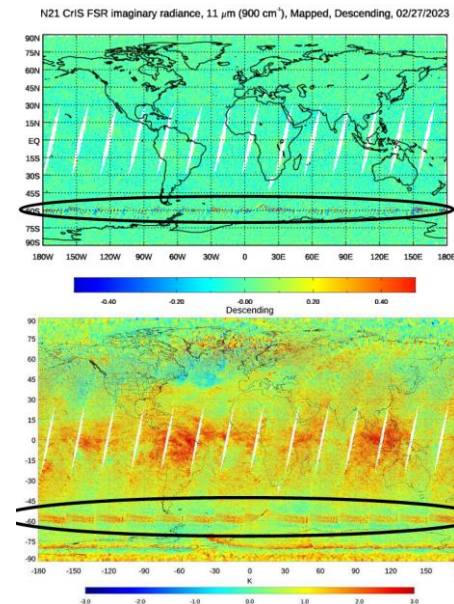 N21 CrIS FSR imaginary radiance, 11 μm (900 cm⁻¹), Mapped, Descending, 02/27/2023
90N
75N
60N
45N
30N
15N
EQ
15S
30S
45S
60S
75S
90S
180W 150W 120W 90W 60W 30W 0 30E 60E 90E 120E 150E 180E
-0.40 -0.20 -0.00 0.20 0.40
Descending
90
75
60
45
30
15
0
-15
-30
-45
-60
-75
-90
-180 -150 -120 -90 -60 -30 0 30 60 90 120 150 180
K
-3.0 -2.0 -1.0 0.0 1.0 2.0 3.0